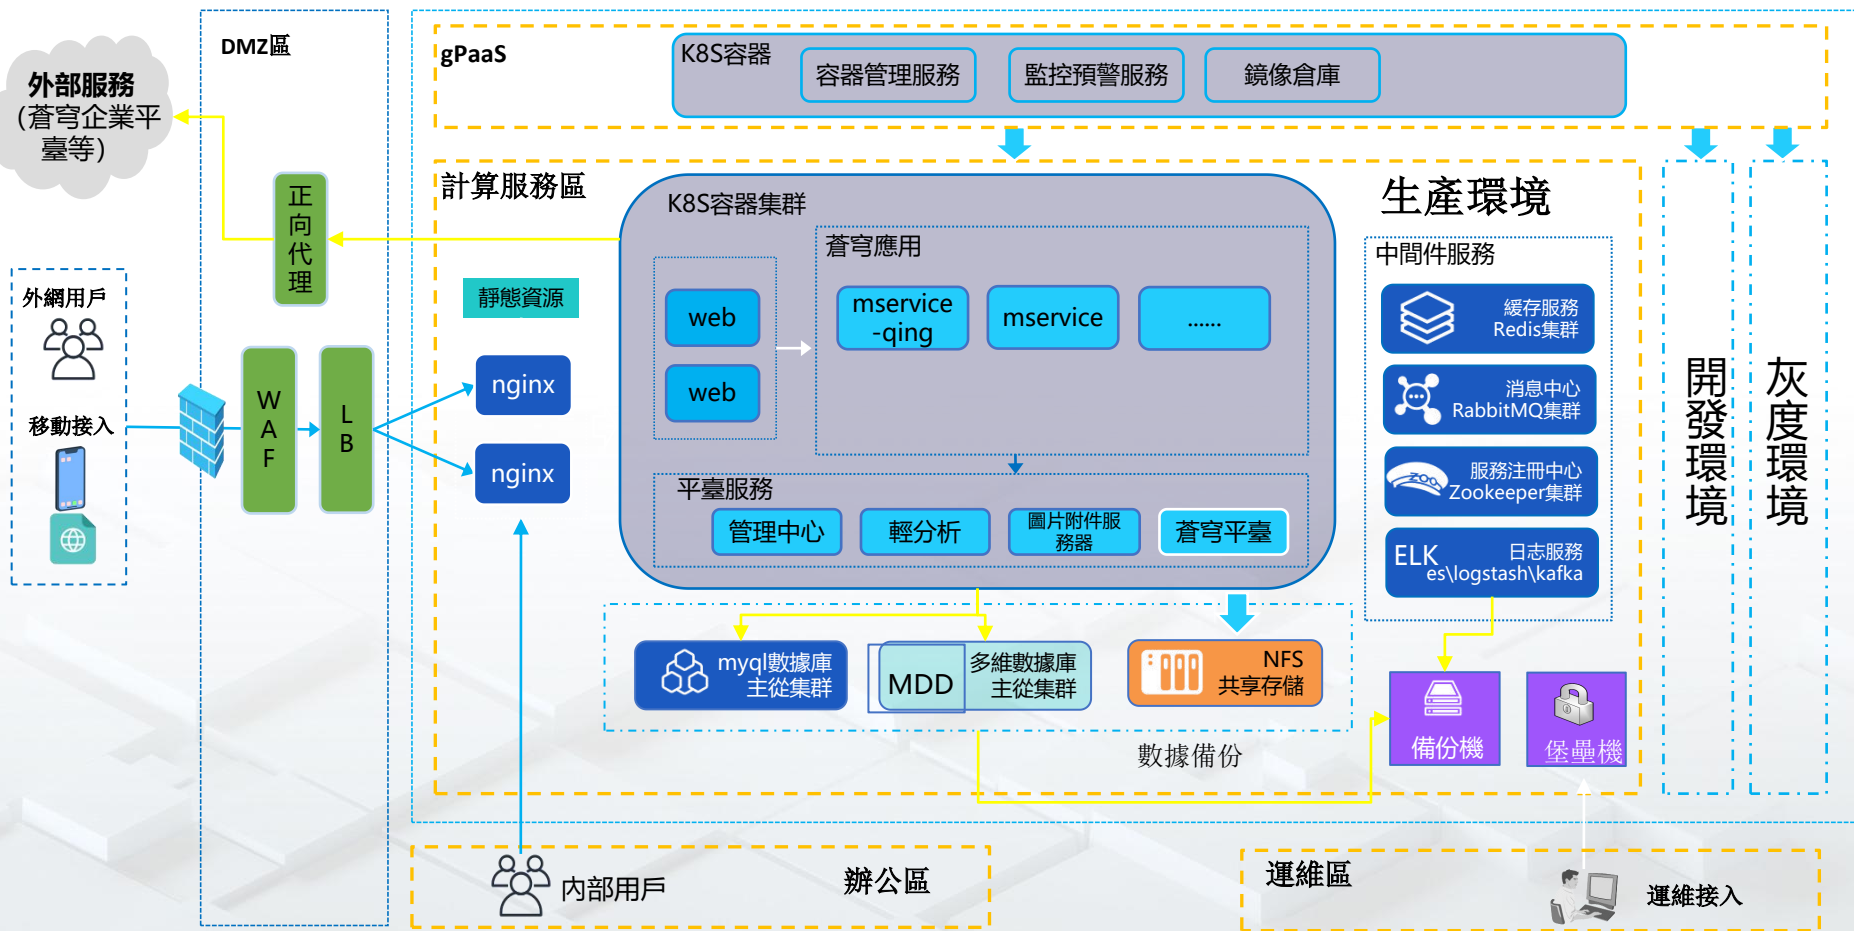 DMZ區
外部服務
（蒼穹企業平
臺等）
正
向
代
理
外網用戶
移動接入
W
A
F
L
B
gPaaS
K8S容器
容器管理服務
監控預警服務
鏡像倉庫
計算服務區
生產環境
靜態資源
nginx
nginx
K8S容器集群
web
web
蒼穹應用
mservice
-qing
mservice
......
平臺服務
管理中心
輕分析
圖片附件服
務器
蒼穹平臺
中間件服務
緩存服務
Redis集群
消息中心
RabbitMQ集群
服務注冊中心
Zookeeper集群
ZOO
ELK
日志服務
es\logstash\kafka
myql數據庫
主從集群
MDD
多維數據庫
主從集群
NFS
共享存儲
數據備份
備份機
堡壘機
開發環境
灰度環境
內部用戶
辦公區
運維區
運維接入